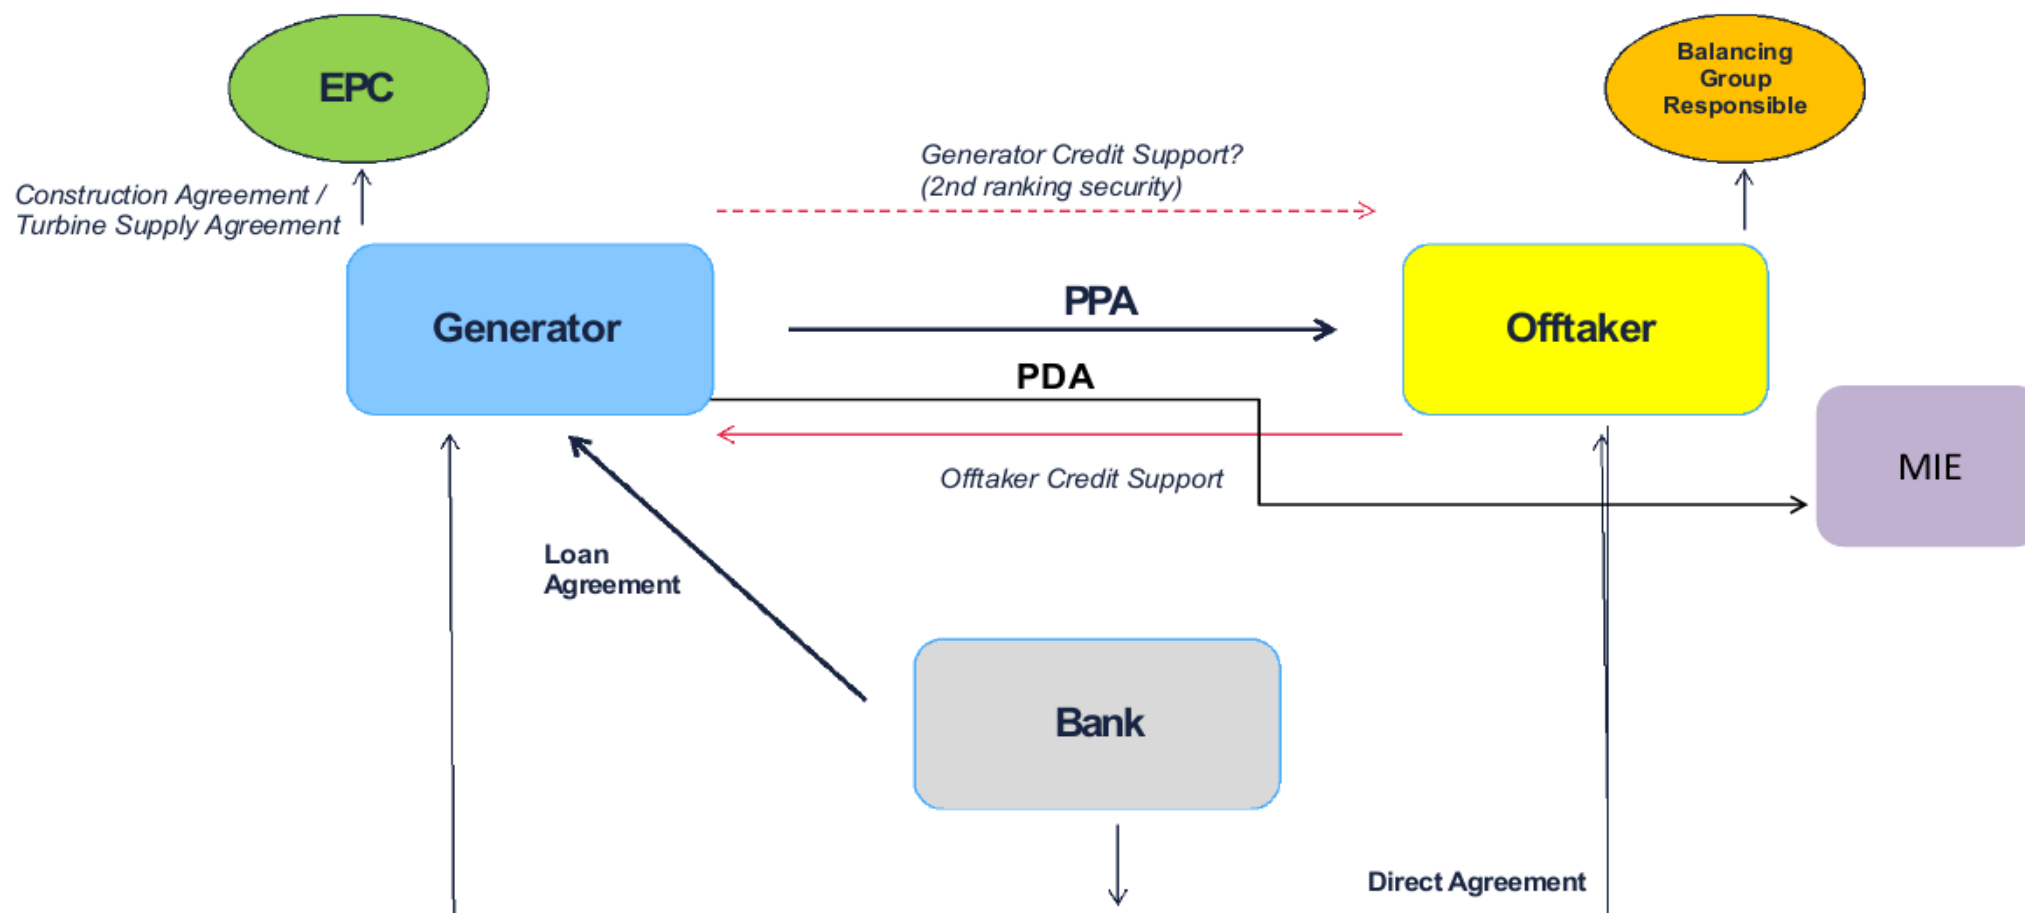 EPC
Balancing
Group
Responsible
Generator Credit Support?
(2nd ranking security)
Construction Agreement /
Turbine Supply Agreement
PPA
Generator
Offtaker
PDA
MIE
Offtaker Credit Support
Loan
Agreement
Bank
Direct Agreement